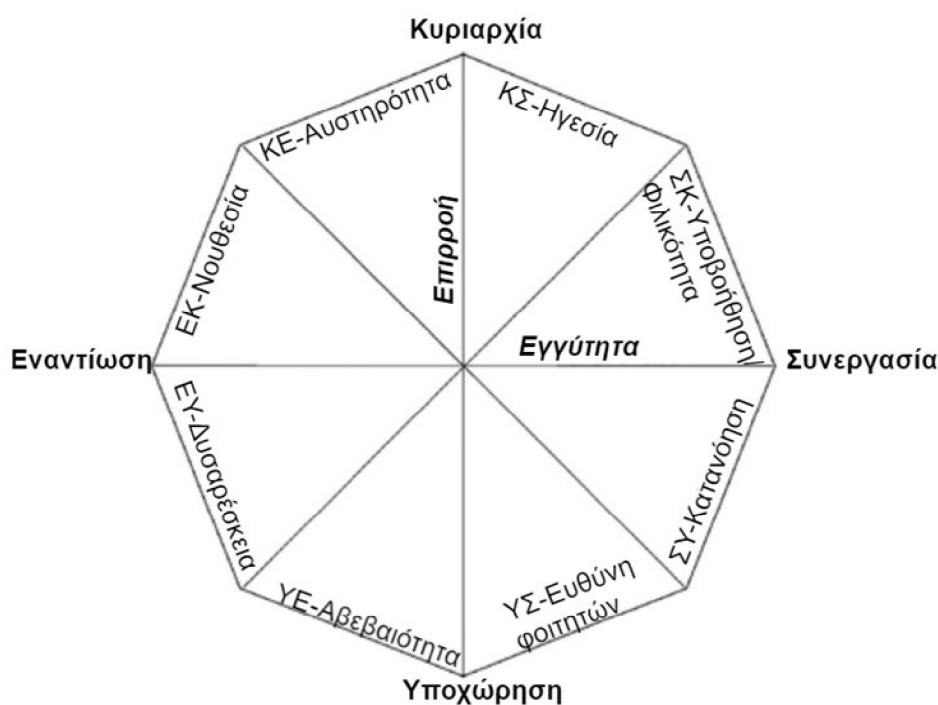 Κυριαρχία
ΚΕ-Αυστηρότητα
ΚΣ-Ηγεσία
ΕΚ-Νουθεσία
Επιρροή
ΣΚ-Υποβοήθηση/
Φιλικότητα
Εναντίωση
Εγγύτητα
Συνεργασία
ΕΥ-Δυσαρέσκεια
ΣΥ-Κατανόηση
ΥΕ-Αβεβαιότητα
ΥΣ-Ευθύνη
φοιτητών
Υποχώρηση